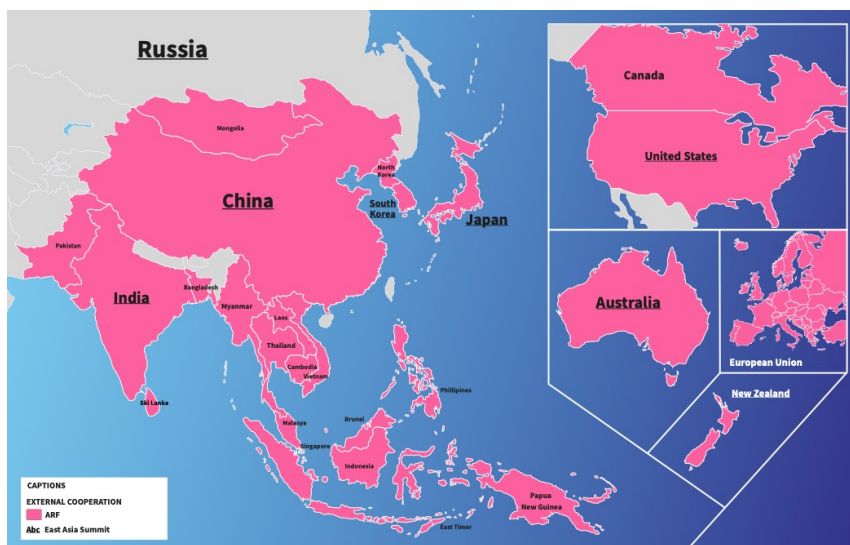 Russia
Canada
Mongolia
United States
North
Korea
China
South
Korea
Japan
Pakistan
Bangladesh
India
Myanmar
Australia
Laos
Thailand
European Union
Cambodia
Vietnam
Phillipines
New Zealand
Ski Lanka
Brunei
Malasya
Singapore
Indonesia
Papua
New Guinea
East Timor
CAPTIONS
EXTERNAL COOPERATION
ARF
Abc East Asia Summit